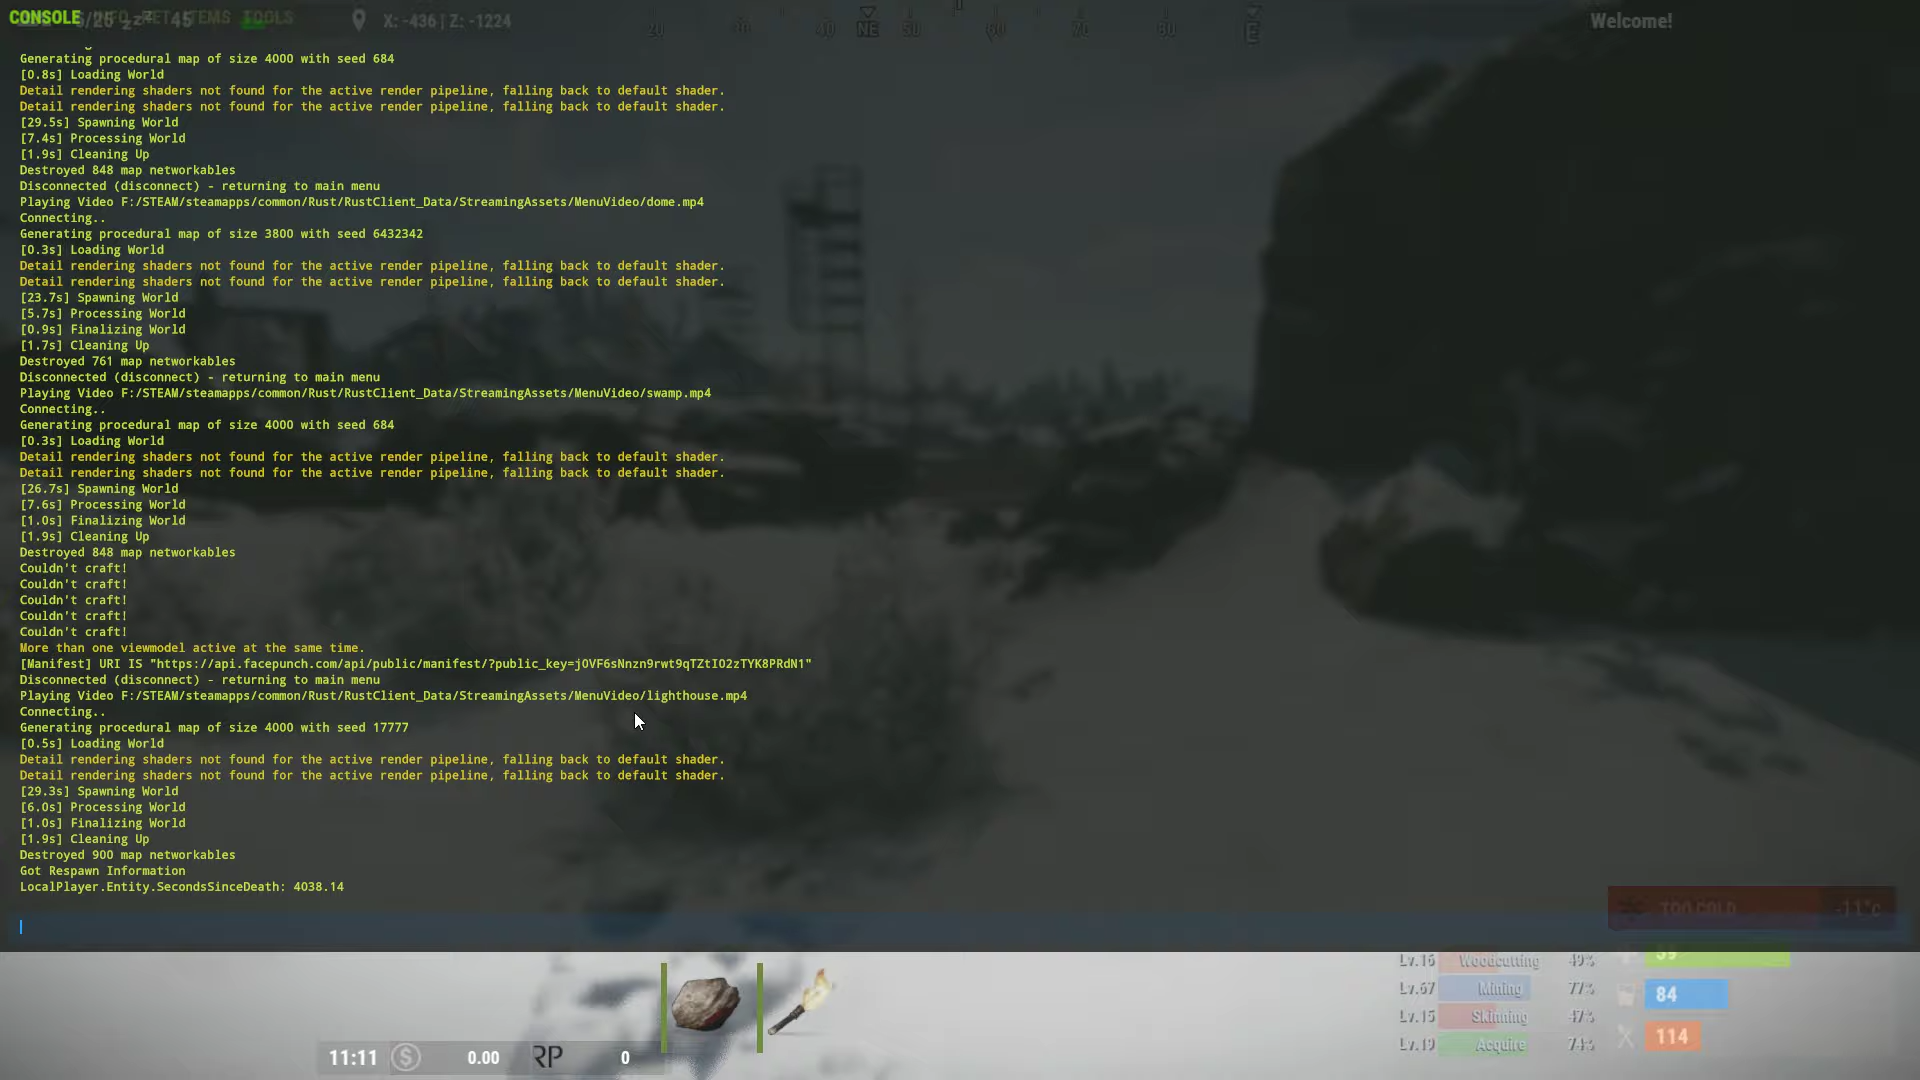 CONSOLE INFO PET ITEMS TOOLS
X: -436 | Z: -1224
20
40
NE
50
60
70
80
E
Welcome!
Generating procedural map of size 4000 with seed 684
[0.8s] Loading World
Detail rendering shaders not found for the active render pipeline, falling back to default shader.
Detail rendering shaders not found for the active render pipeline, falling back to default shader.
[29.5s] Spawning World
[7.4s] Processing World
[1.9s] Cleaning Up
Destroyed 848 map networkables
Disconnected (disconnect) - returning to main menu
Playing Video F:/STEAM/steamapps/common/Rust/RustClient_Data/StreamingAssets/MenuVideo/dome.mp4
Connecting..
Generating procedural map of size 3800 with seed 6432342
[0.3s] Loading World
Detail rendering shaders not found for the active render pipeline, falling back to default shader.
Detail rendering shaders not found for the active render pipeline, falling back to default shader.
[23.7s] Spawning World
[5.7s] Processing World
[0.9s] Finalizing World
[1.7s] Cleaning Up
Destroyed 761 map networkables
Disconnected (disconnect) - returning to main menu
Playing Video F:/STEAM/steamapps/common/Rust/RustClient_Data/StreamingAssets/MenuVideo/swamp.mp4
Connecting..
Generating procedural map of size 4000 with seed 684
[0.3s] Loading World
Detail rendering shaders not found for the active render pipeline, falling back to default shader.
Detail rendering shaders not found for the active render pipeline, falling back to default shader.
[26.7s] Spawning World
[7.6s] Processing World
[1.0s] Finalizing World
[1.9s] Cleaning Up
Destroyed 848 map networkables
Couldn't craft!
Couldn't craft!
Couldn't craft!
Couldn't craft!
Couldn't craft!
More than one viewmodel active at the same time.
[Manifest] URI IS "https://api.facepunch.com/api/public/manifest/?public_key=jOVF6sNnzn9rwt9qTZtIO2zTYK8PRdN1"
Disconnected (disconnect) - returning to main menu
Playing Video F:/STEAM/steamapps/common/Rust/RustClient_Data/StreamingAssets/MenuVideo/lighthouse.mp4
Connecting..
Generating procedural map of size 4000 with seed 17777
[0.5s] Loading World
Detail rendering shaders not found for the active render pipeline, falling back to default shader.
Detail rendering shaders not found for the active render pipeline, falling back to default shader.
[29.3s] Spawning World
[6.0s] Processing World
[1.0s] Finalizing World
[1.9s] Cleaning Up
Destroyed 900 map networkables
Got Respawn Information
LocalPlayer.Entity.SecondsSinceDeath: 4038.14
TOO COLD -11°c
Lv.16 Woodcutting 49% 59
Lv.67 Mining 77% 84
Lv.15 Skinning 47%
Lv.19 Acquire 74% 114
11:11 $ 0.00 RP 0